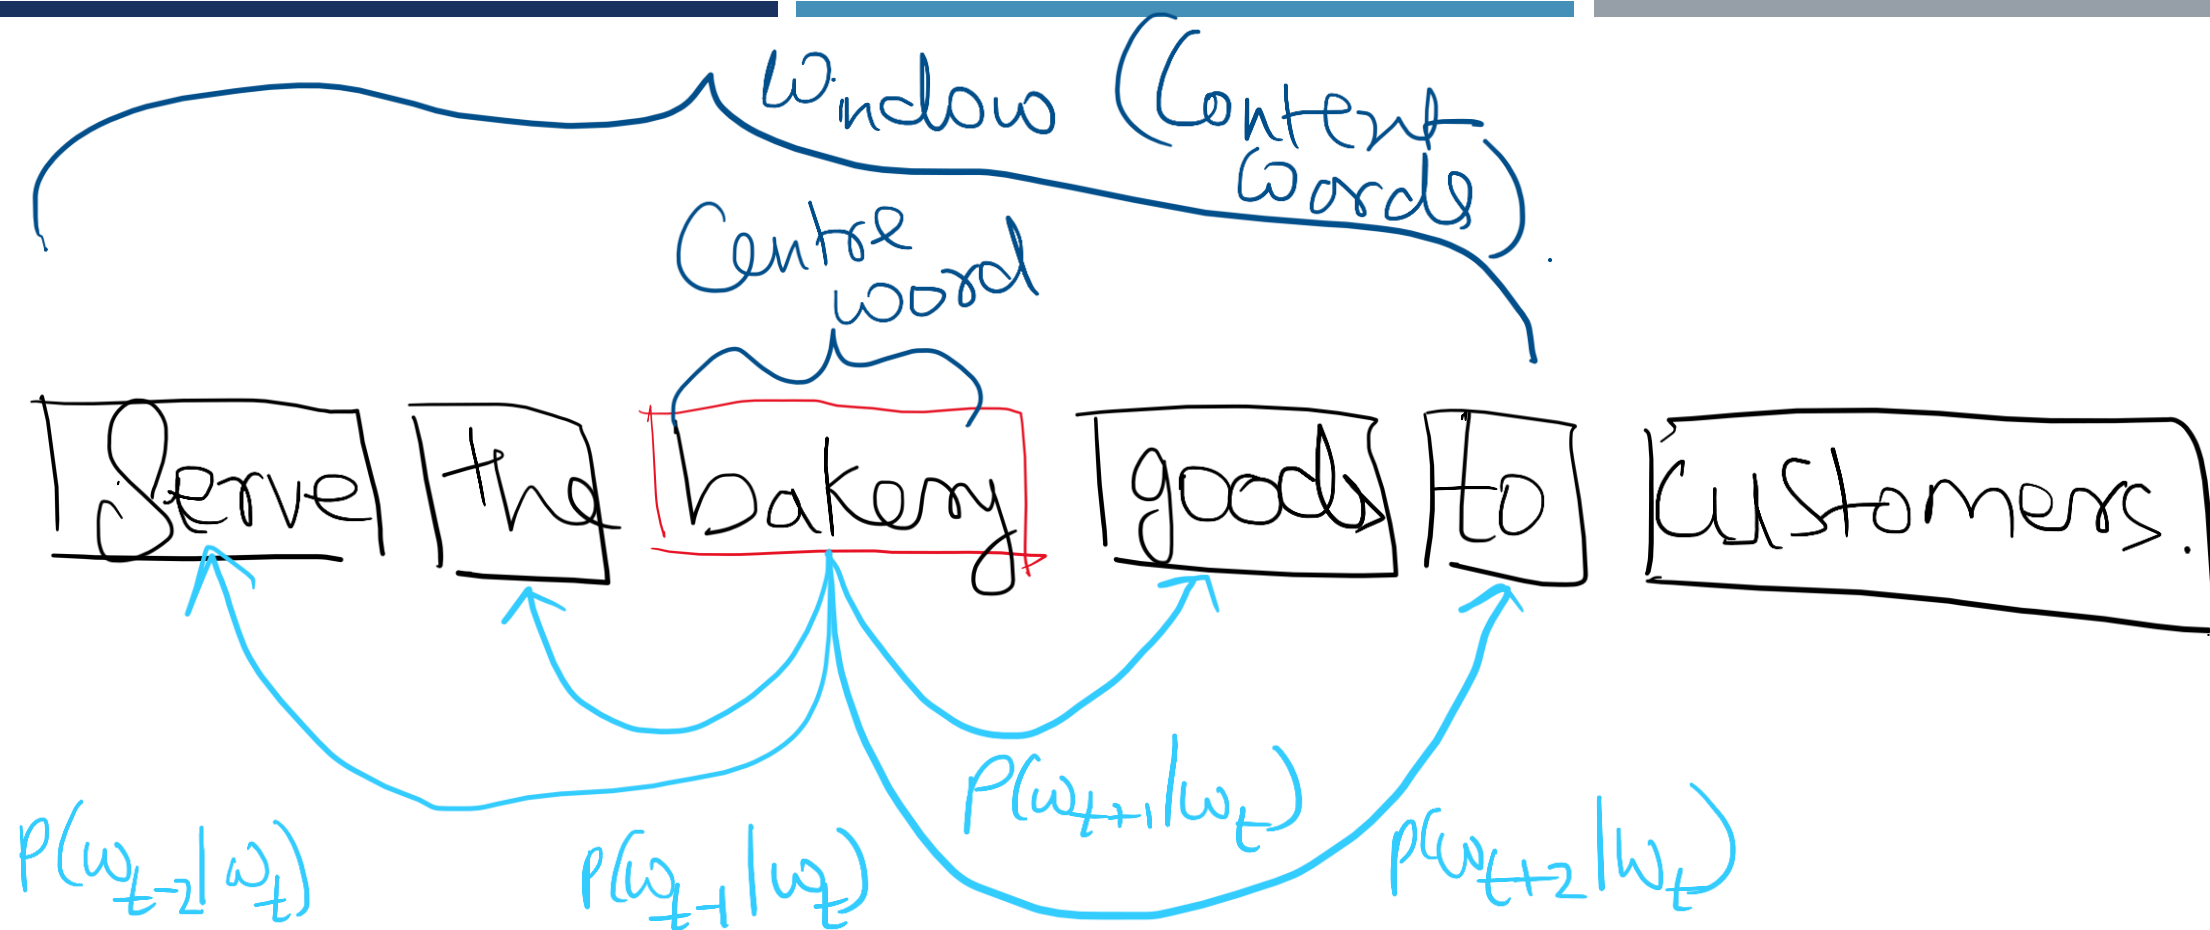 Window (Content
words)
Centre
word
Serve the bakery goods to customers.
P(wt+1|wt)
P(wt-2|wt) P(wt-1|wt) P(wt+2|wt)